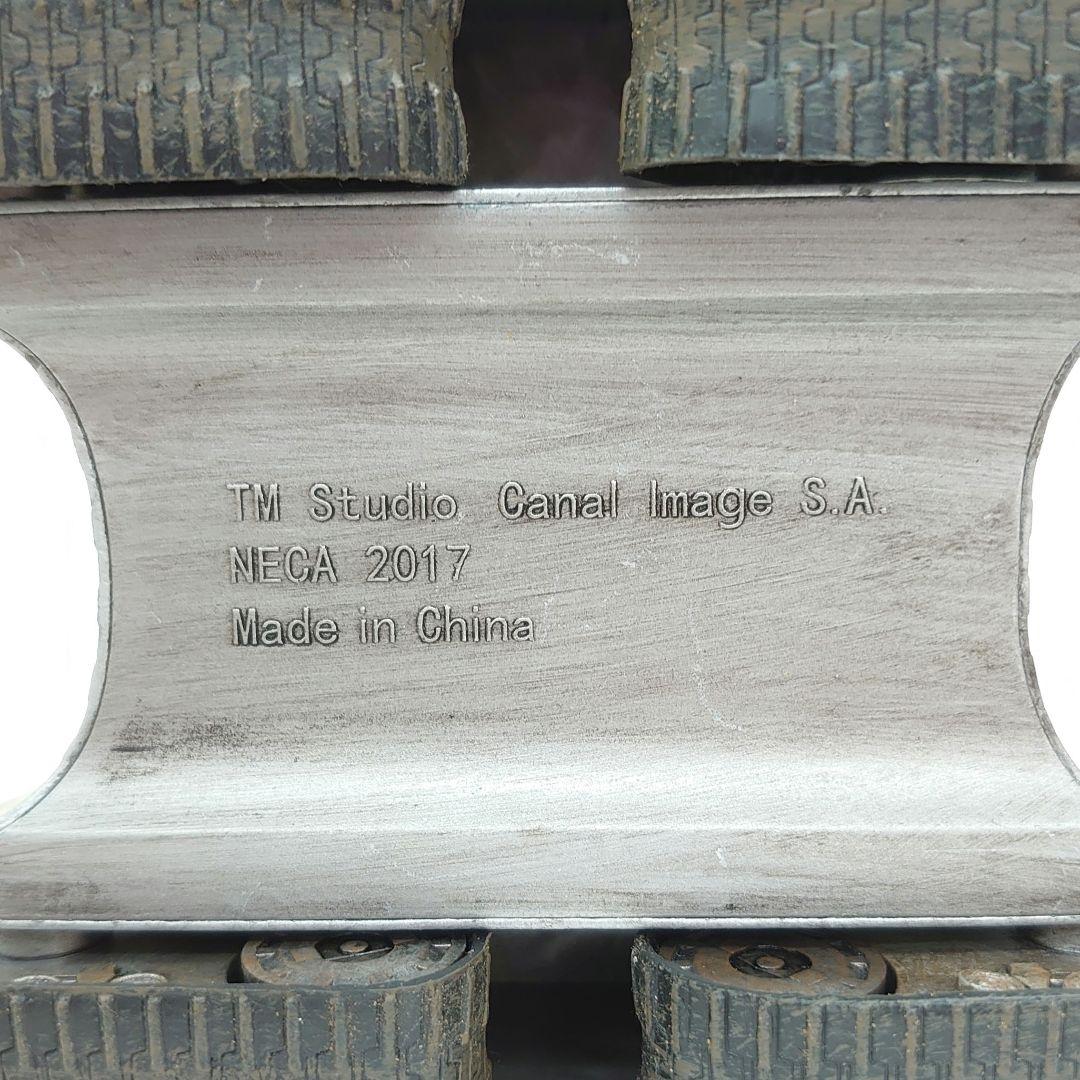 TM Studio Canal Image S.A.
NECA 2017
Made in China